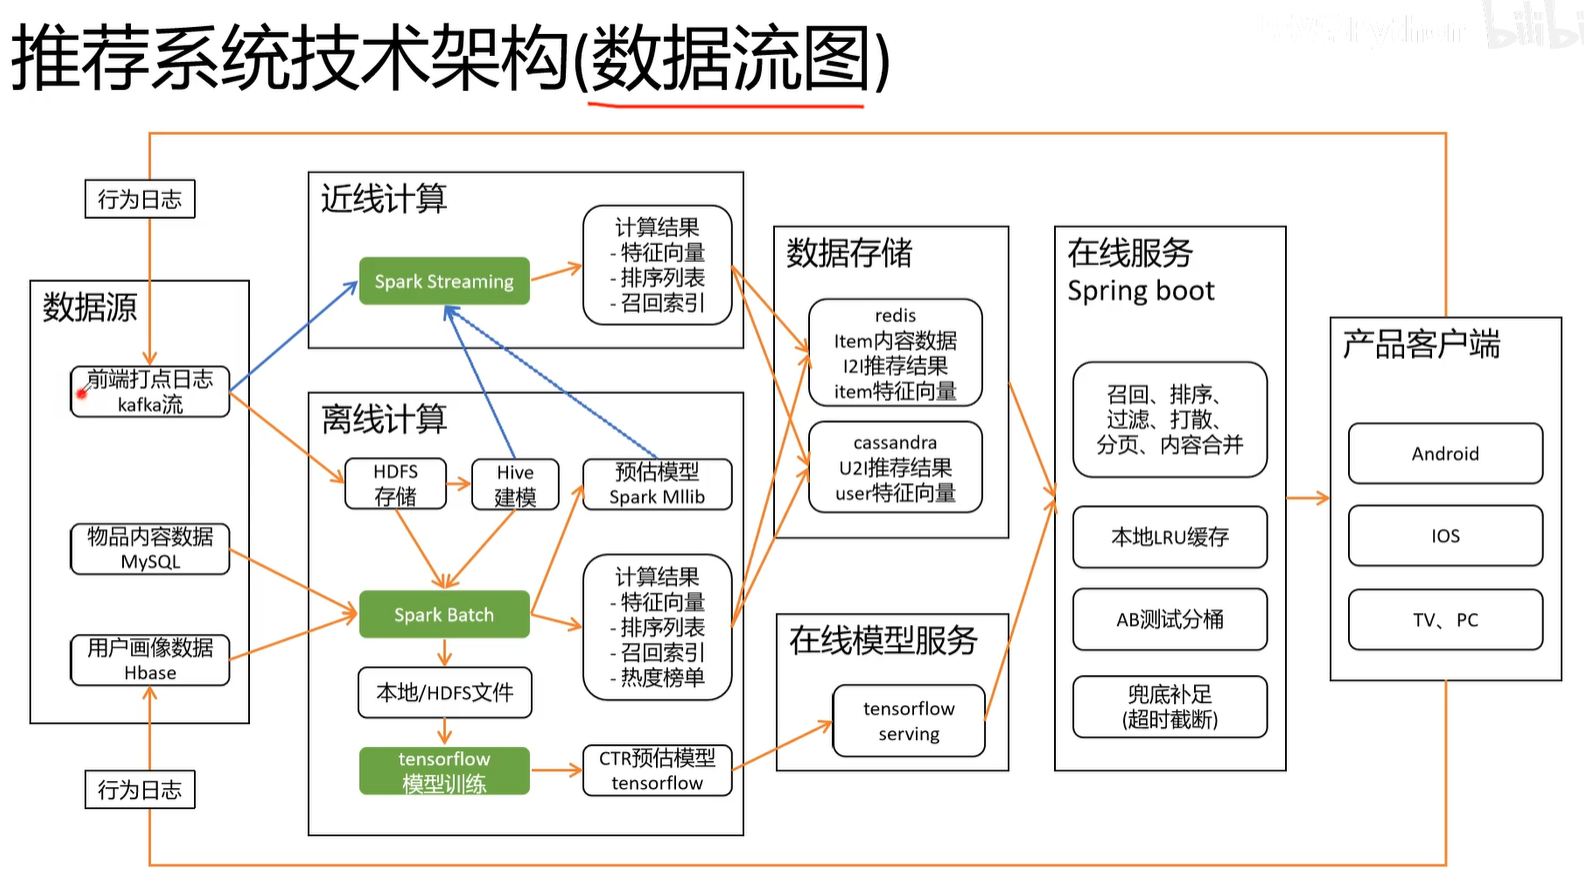 推荐系统技术架构(数据流图)
bilibi
行为日志
数据源
前端打点日志
kafka流
物品内容数据
MySQL
用户画像数据
Hbase
行为日志
近线计算
Spark Streaming
计算结果
- 特征向量
- 排序列表
- 召回索引
离线计算
HDFS
存储
Hive
建模
预估模型
Spark Mllib
Spark Batch
计算结果
- 特征向量
- 排序列表
- 召回索引
- 热度榜单
本地/HDFS文件
tensorflow
模型训练
CTR预估模型
tensorflow
数据存储
redis
Item内容数据
I2I推荐结果
item特征向量
cassandra
U2I推荐结果
user特征向量
在线模型服务
tensorflow
serving
在线服务
Spring boot
召回、排序、
过滤、打散、
分页、内容合并
本地LRU缓存
AB测试分桶
兜底补足
(超时截断)
产品客户端
Android
IOS
TV、PC